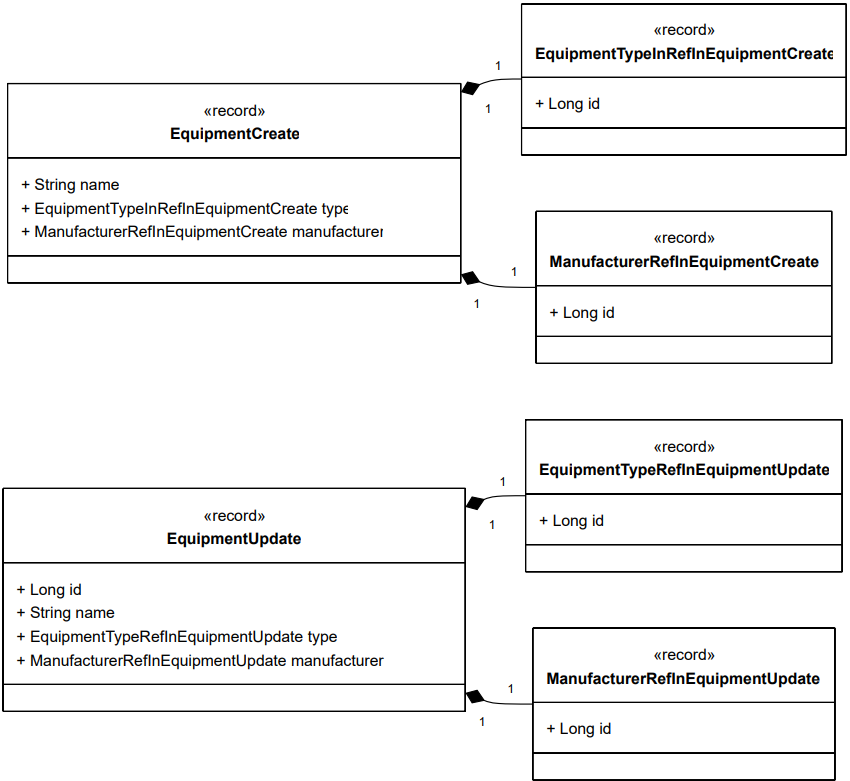 «record»
EquipmentTypeInRefInEquipmentCreate
+ Long id
1
1
«record»
EquipmentCreate
+ String name
+ EquipmentTypeInRefInEquipmentCreate type
+ ManufacturerRefInEquipmentCreate manufacturer
«record»
ManufacturerRefInEquipmentCreate
+ Long id
1
1
«record»
EquipmentTypeRefInEquipmentUpdate
+ Long id
1
1
«record»
EquipmentUpdate
+ Long id
+ String name
+ EquipmentTypeRefInEquipmentUpdate type
+ ManufacturerRefInEquipmentUpdate manufacturer
«record»
ManufacturerRefInEquipmentUpdate
+ Long id
1
1